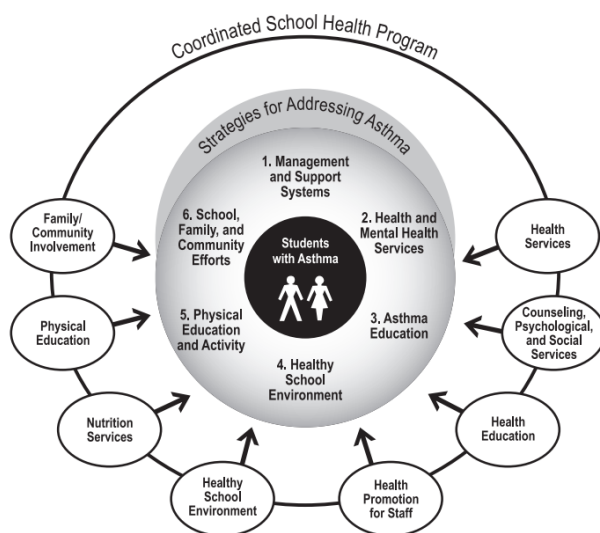 Coordinated School Health Program
Strategies for Addressing Asthma
1. Management
and Support
Systems
2. Health and
Mental Health
Services
3. Asthma
Education
4. Healthy
School
Environment
5. Physical
Education
and Activity
6. School,
Family, and
Community
Efforts
Students
with Asthma
Family/
Community
Involvement
Physical
Education
Nutrition
Services
Healthy
School
Environment
Health
Promotion
for Staff
Health
Education
Counseling,
Psychological,
and Social
Services
Health
Services